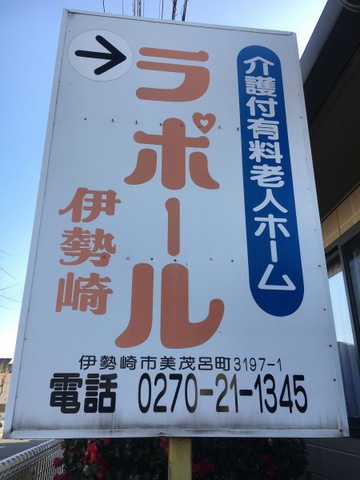 介護付有料老人ホーム
ラポール
伊勢崎
伊勢崎市美茂呂町3197-1
電話 0270-21-1345